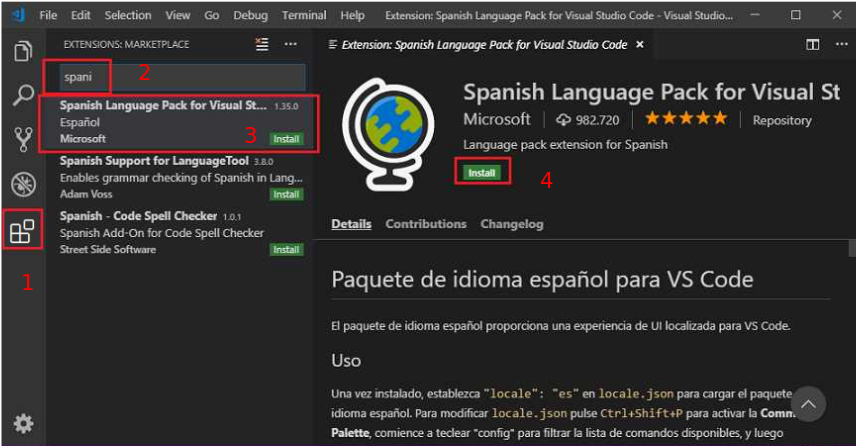 File Edit Selection View Go Debug Terminal Help Extension: Spanish Language Pack for Visual Studio Code - Visual Studio...
EXTENSIONS: MARKETPLACE
spani
2
Spanish Language Pack for Visual St... 1.35.0
Español
Microsoft
3
Install
Spanish Support for LanguageTool 3.8.0
Enables grammar checking of Spanish in Lang...
Adam Voss
Install
Spanish - Code Spell Checker 1.0.1
Spanish Add-On for Code Spell Checker
Street Side Software
Install
1
Extension: Spanish Language Pack for Visual Studio Code
Spanish Language Pack for Visual St
Microsoft 982.720 Repository
Language pack extension for Spanish
Install
4
Details Contributions Changelog
Paquete de idioma español para VS Code
El paquete de idioma español proporciona una experiencia de UI localizada para VS Code.
Uso
Una vez instalado, establezca "locale": "es" en locale.json para cargar el paquete
idioma español. Para modificar locale.json pulse Ctrl+Shift+P para activar la Comm
Palette, comience a teclear "config" para filtrar la lista de comandos disponibles, y luego